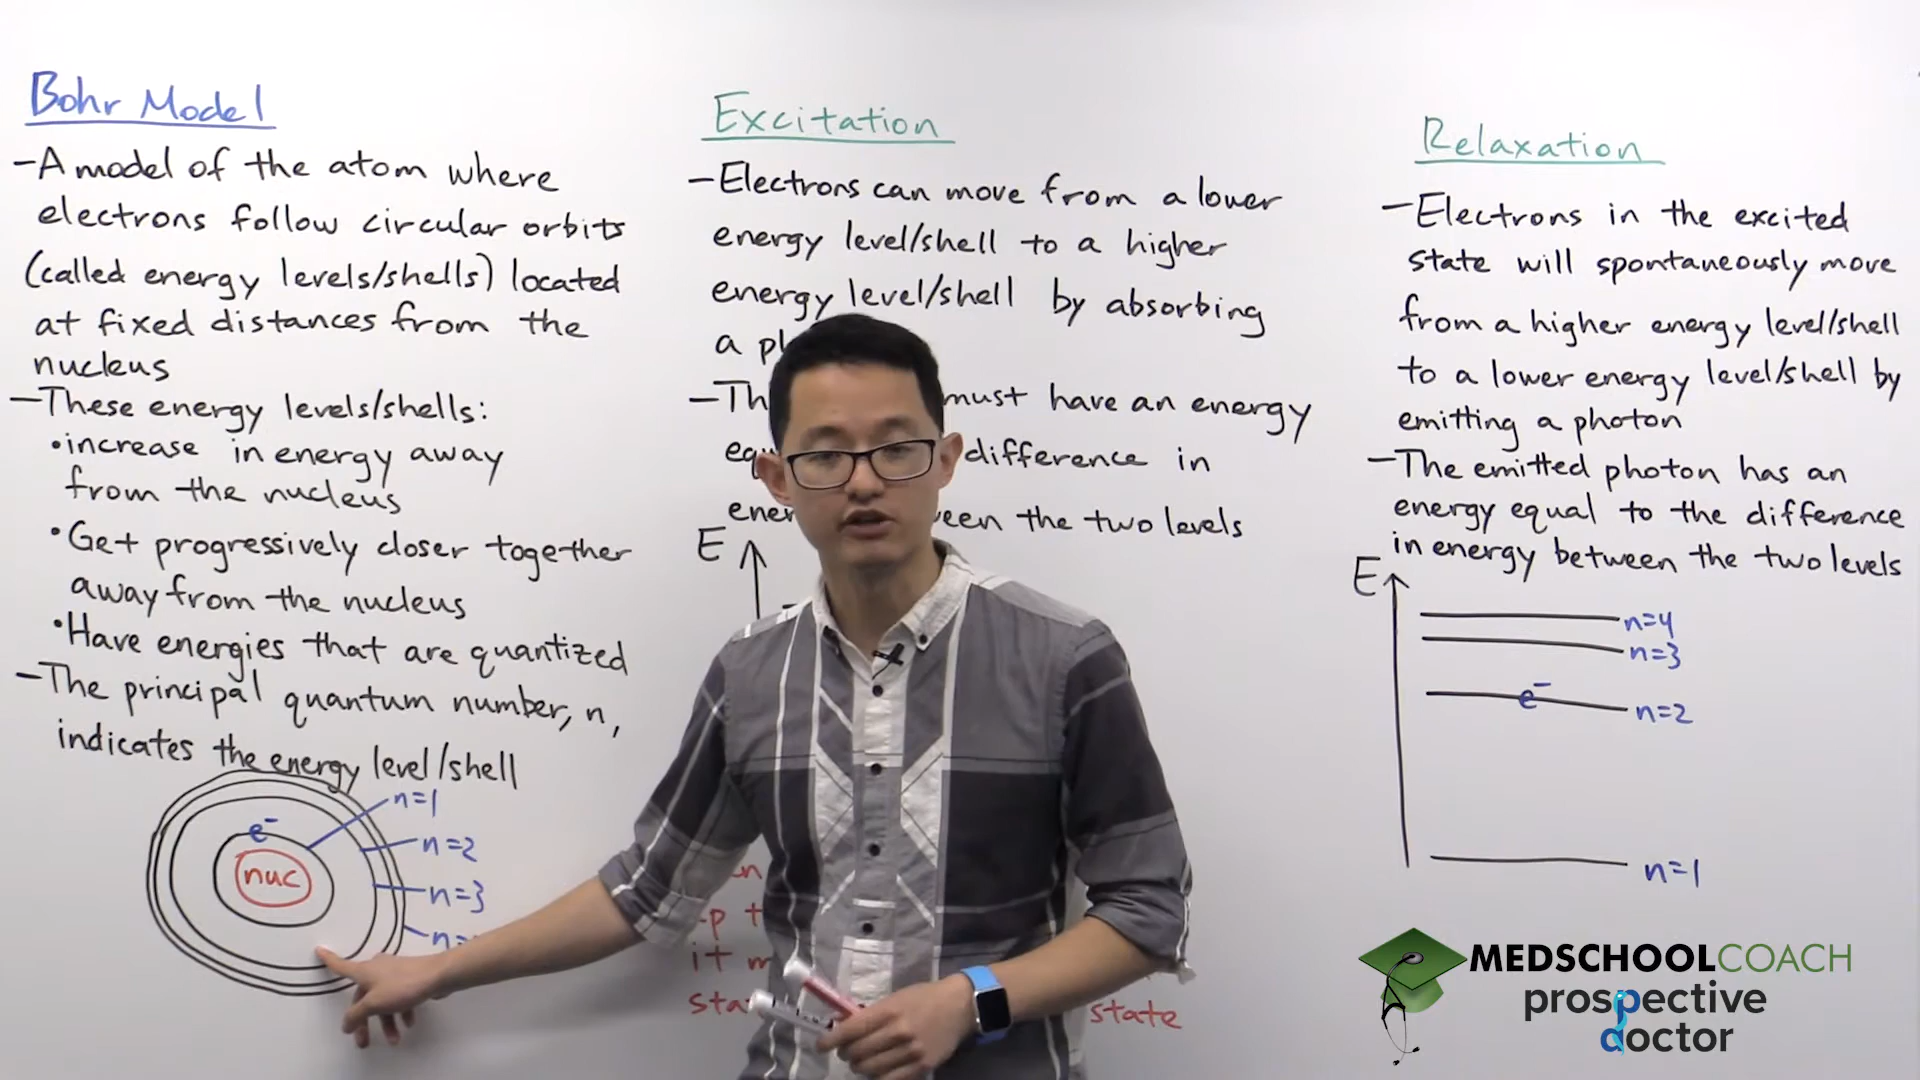 Bohr Model
-A model of the atom where
electrons follow circular orbits
(called energy levels/shells) located
at fixed distances from the
nucleus
-These energy levels/shells:
•increase in energy away
from the nucleus
•Get progressively closer together
away from the nucleus
•Have energies that are quantized
-The principal quantum number, n,
indicates the energy level/shell
n=1
e-
n=2
nuc
n=3
Excitation
-Electrons can move from a lower
energy level/shell to a higher
energy level/shell by absorbing
a
must have an energy
difference in
the two levels
E
it
state
Relaxation
-Electrons in the excited
state will spontaneously move
from a higher energy level/shell
to a lower energy level/shell by
emitting a photon
-The emitted photon has an
energy equal to the difference
in energy between the two levels
E
n=4
n=3
e-
n=2
n=1
MEDSCHOOLCOACH
prospective
doctor